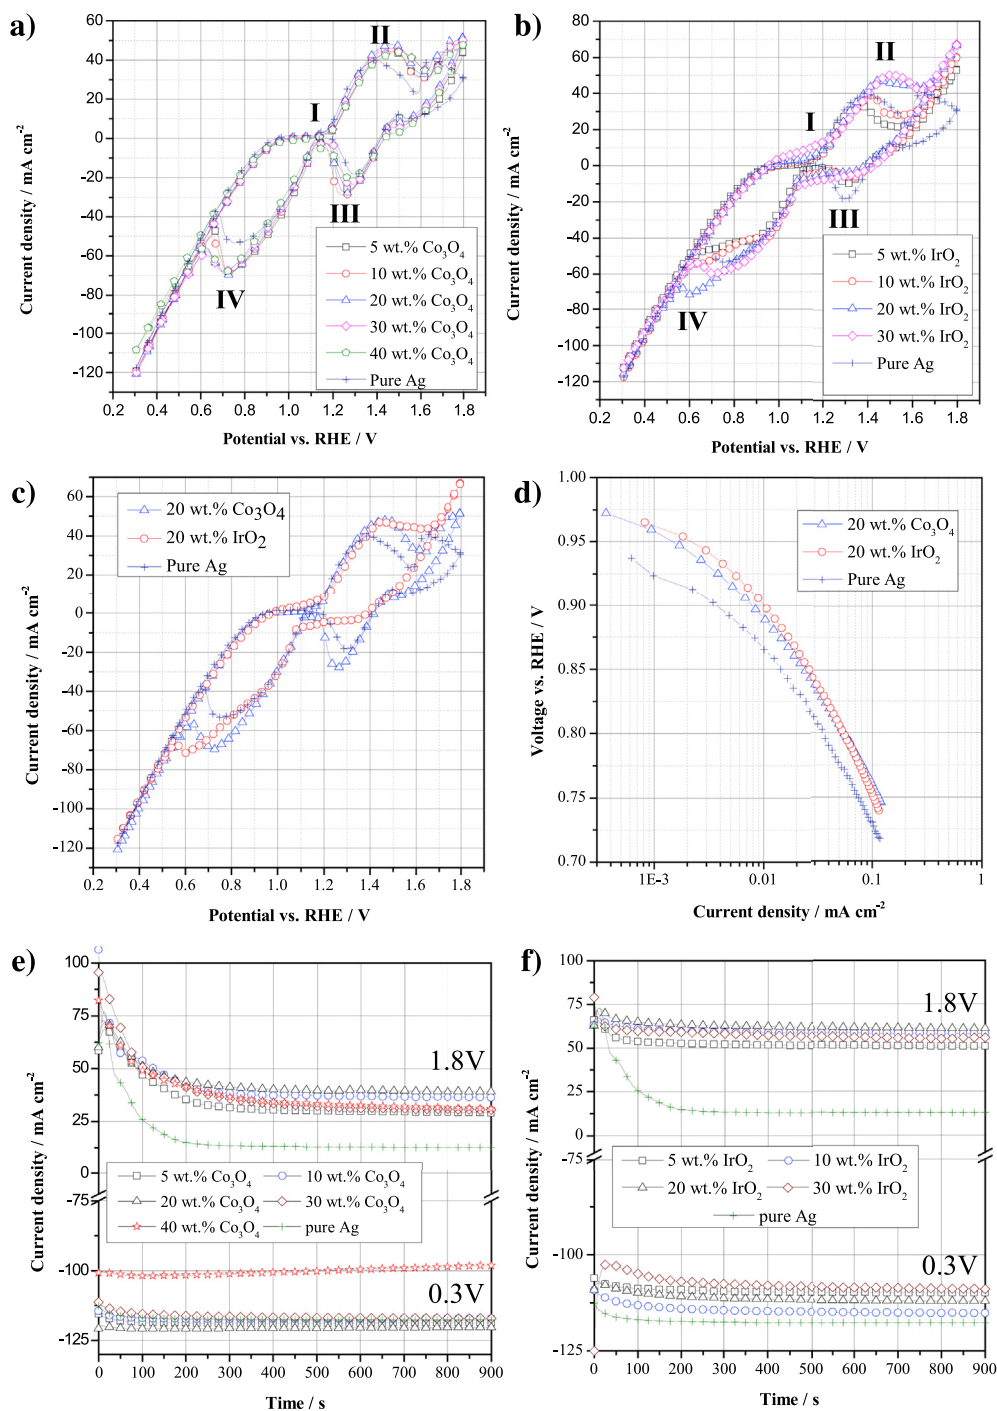 a)
60
40
20
0
-20
-40
-60
-80
-100
-120
Current density / mA cm-2
I
II
III
IV
5 wt.% Co3O4
10 wt.% Co3O4
20 wt.% Co3O4
30 wt.% Co3O4
40 wt.% Co3O4
Pure Ag
0.2 0.4 0.6 0.8 1.0 1.2 1.4 1.6 1.8
Potential vs. RHE / V
b)
80
60
40
20
0
-20
-40
-60
-80
-100
-120
Current density / mA cm-2
I
II
III
IV
5 wt.% IrO2
10 wt.% IrO2
20 wt.% IrO2
30 wt.% IrO2
Pure Ag
0.2 0.4 0.6 0.8 1.0 1.2 1.4 1.6 1.8
Potential vs. RHE / V
c)
60
40
20
0
-20
-40
-60
-80
-100
-120
Current density / mA cm-2
20 wt.% Co3O4
20 wt.% IrO2
Pure Ag
0.2 0.4 0.6 0.8 1.0 1.2 1.4 1.6 1.8
Potential vs. RHE / V
d)
1.00
0.95
0.90
0.85
0.80
0.75
0.70
Voltage vs. RHE / V
20 wt.% Co3O4
20 wt.% IrO2
Pure Ag
1E-3 0.01 0.1 1
Current density / mA cm-2
e)
100
75
50
25
0
-75
-100
-125
Current density / mA cm-2
1.8V
5 wt.% Co3O4 10 wt.% Co3O4
20 wt.% Co3O4 30 wt.% Co3O4
40 wt.% Co3O4 pure Ag
0.3V
0 100 200 300 400 500 600 700 800 900
Time / s
f)
100
75
50
25
0
-75
-100
-125
Current density / mA cm-2
1.8V
5 wt.% IrO2 10 wt.% IrO2
20 wt.% IrO2 30 wt.% IrO2
pure Ag
0.3V
0 100 200 300 400 500 600 700 800 900
Time / s